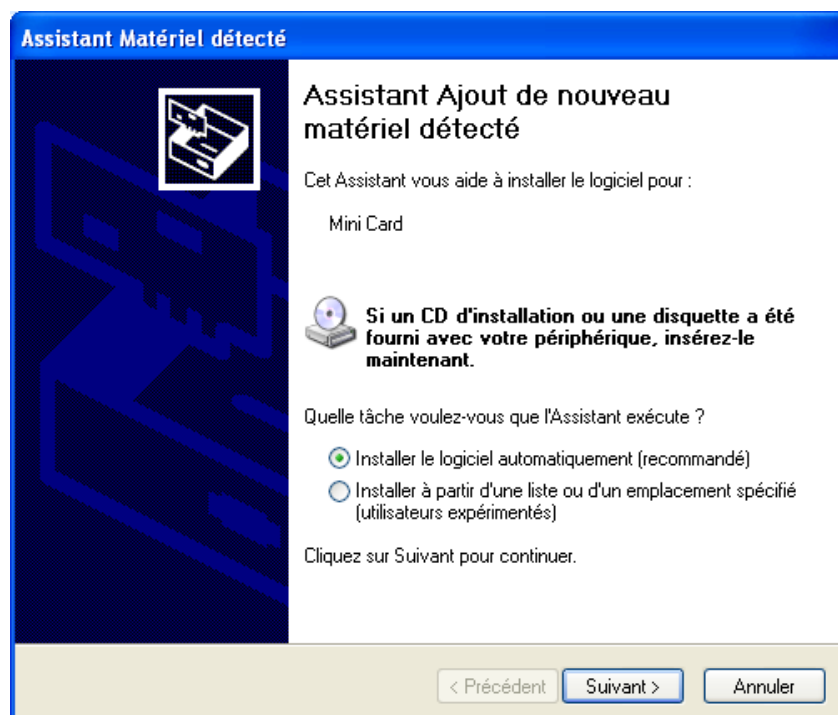 Assistant Matériel détecté
Assistant Ajout de nouveau
matériel détecté
Cet Assistant vous aide à installer le logiciel pour :
Mini Card
Si un CD d'installation ou une disquette a été
fourni avec votre périphérique, insérez-le
maintenant.
Quelle tâche voulez-vous que l'Assistant exécute ?
Installer le logiciel automatiquement (recommandé)
Installer à partir d'une liste ou d'un emplacement spécifié
(utilisateurs expérimentés)
Cliquez sur Suivant pour continuer.
< Précédent Suivant > Annuler